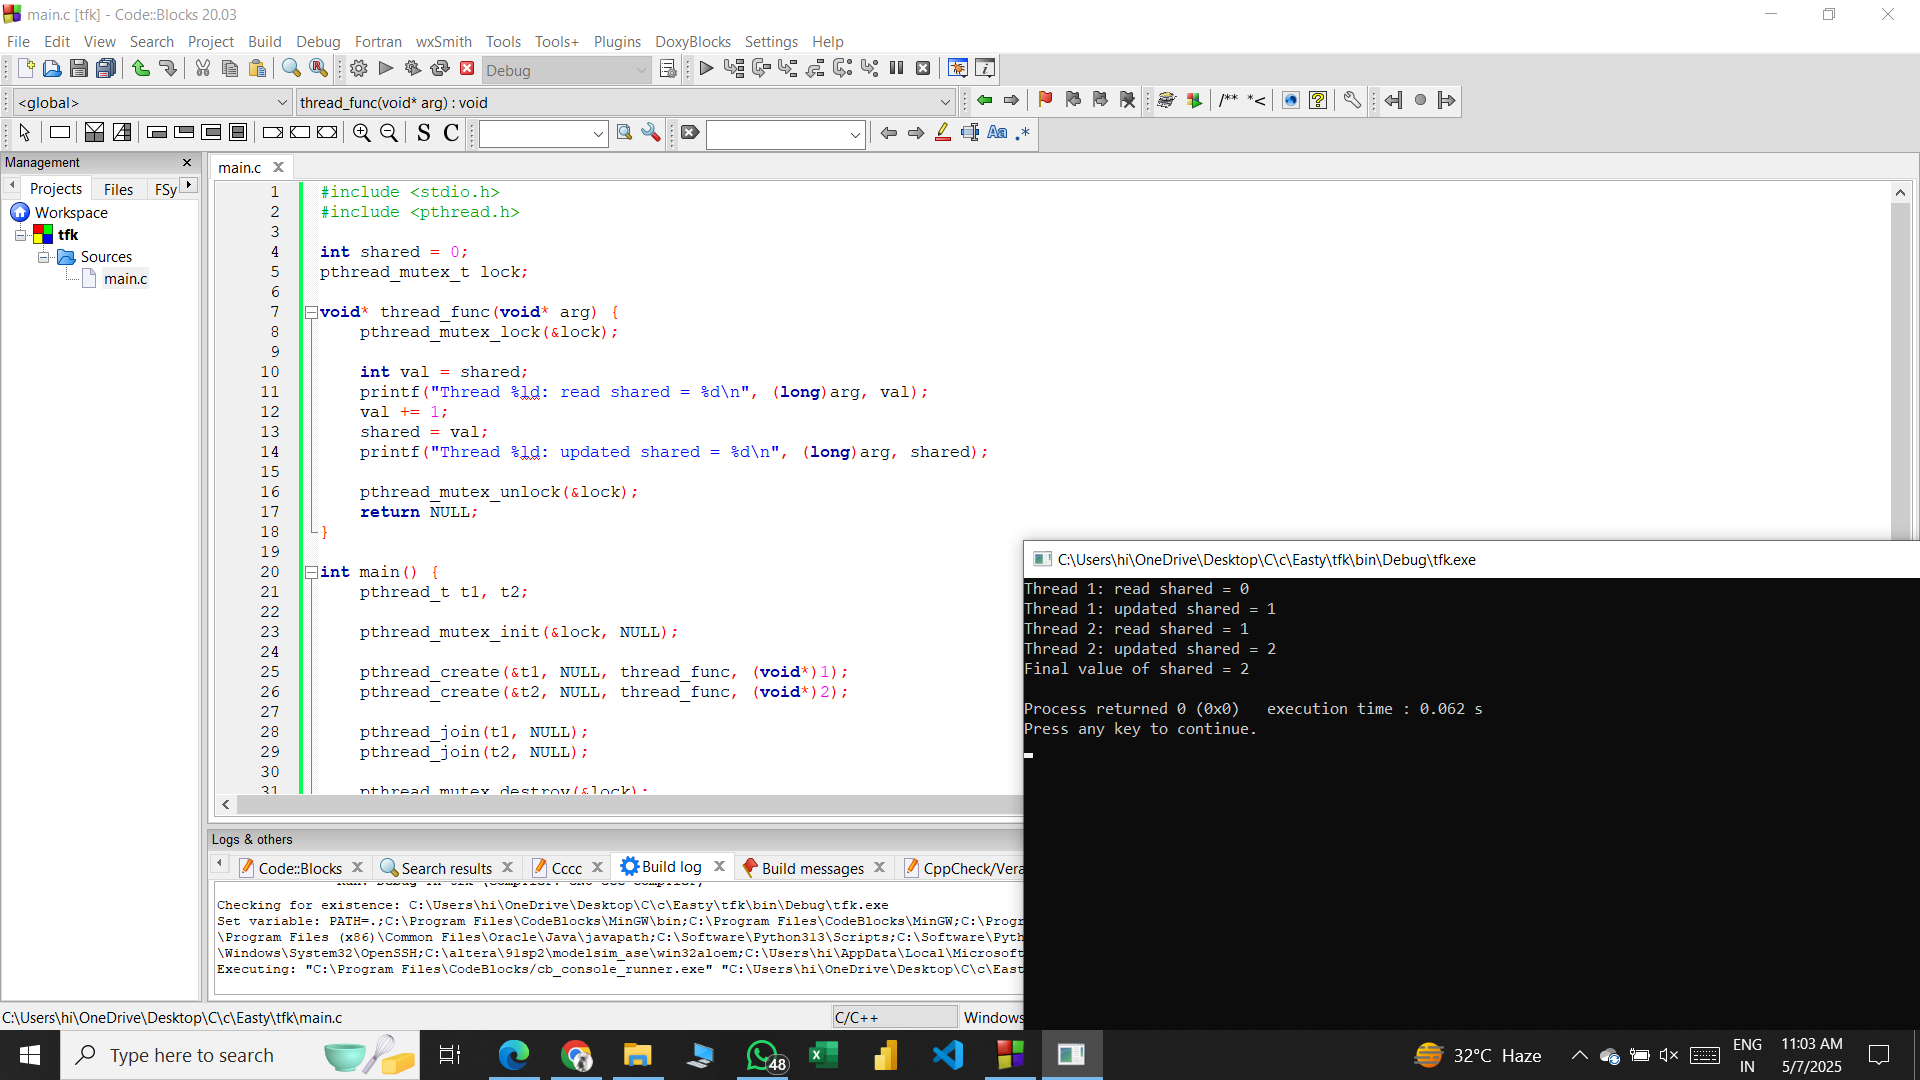 main.c [tfk] - Code::Blocks 20.03
File Edit View Search Project Build Debug Fortran wxSmith Tools Tools+ Plugins DoxyBlocks Settings Help
Debug
<global> thread_func(void* arg) : void
/** *<
S C Aa .*
Management
Projects Files FSy
Workspace
tfk
Sources
main.c
main.c
1 #include <stdio.h>
2 #include <pthread.h>
3
4 int shared = 0;
5 pthread_mutex_t lock;
6
7 void* thread_func(void* arg) {
8 pthread_mutex_lock(&lock);
9
10 int val = shared;
11 printf("Thread %ld: read shared = %d\n", (long)arg, val);
12 val += 1;
13 shared = val;
14 printf("Thread %ld: updated shared = %d\n", (long)arg, shared);
15
16 pthread_mutex_unlock(&lock);
17 return NULL;
18 }
19
20 int main() {
21 pthread_t t1, t2;
22
23 pthread_mutex_init(&lock, NULL);
24
25 pthread_create(&t1, NULL, thread_func, (void*)1);
26 pthread_create(&t2, NULL, thread_func, (void*)2);
27
28 pthread_join(t1, NULL);
29 pthread_join(t2, NULL);
30
31 pthread_mutex_destroy(&lock);
C:\Users\hi\OneDrive\Desktop\C\c\Easty\tfk\bin\Debug\tfk.exe
Thread 1: read shared = 0
Thread 1: updated shared = 1
Thread 2: read shared = 1
Thread 2: updated shared = 2
Final value of shared = 2
Process returned 0 (0x0) execution time : 0.062 s
Press any key to continue.
Logs & others
Code::Blocks Search results Cccc Build log Build messages CppCheck/Vera
Run: Debug in tfk (compiler: GNU GCC Compiler)
Checking for existence: C:\Users\hi\OneDrive\Desktop\C\c\Easty\tfk\bin\Debug\tfk.exe
Set variable: PATH=.;C:\Program Files\CodeBlocks\MinGW\bin;C:\Program Files\CodeBlocks\MinGW;C:\Progr
\Program Files (x86)\Common Files\Oracle\Java\javapath;C:\Software\Python313\Scripts;C:\Software\Pyth
\Windows\System32\OpenSSH;C:\altera\91sp2\modelsim_ase\win32aloem;C:\Users\hi\AppData\Local\Microsoft
Executing: "C:\Program Files\CodeBlocks/cb_console_runner.exe" "C:\Users\hi\OneDrive\Desktop\C\c\East
C:\Users\hi\OneDrive\Desktop\C\c\Easty\tfk\main.c C/C++ Windows
Type here to search 48 32°C Haze ENG IN 11:03 AM 5/7/2025